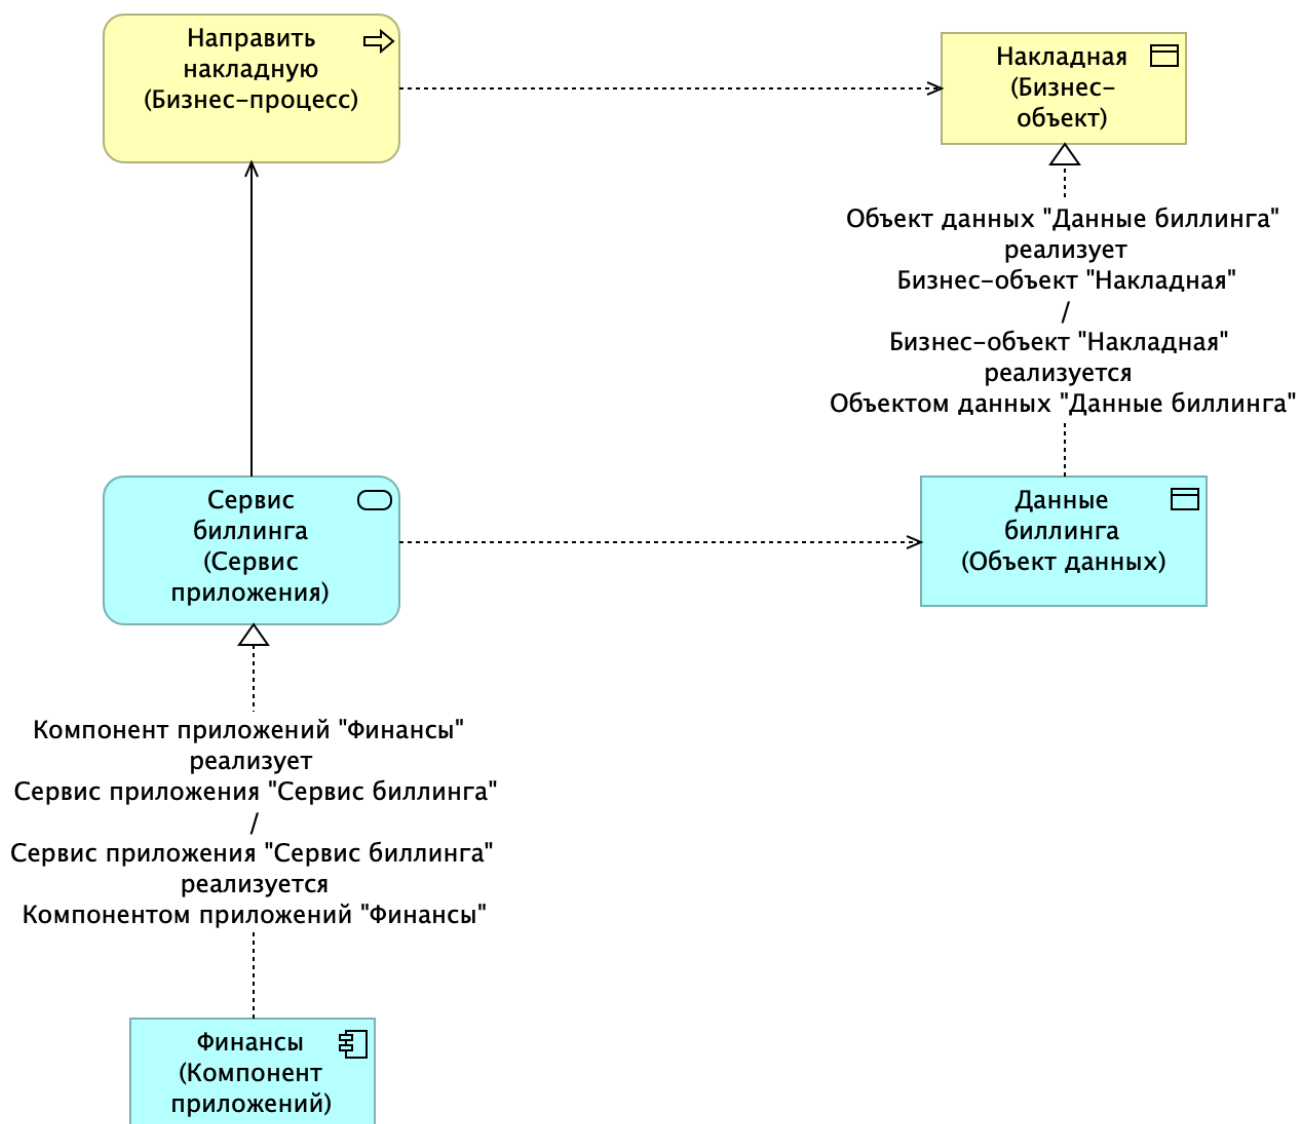 Направить
накладную
(Бизнес-процесс)
Накладная
(Бизнес-
объект)
Объект данных "Данные биллинга"
реализует
Бизнес-объект "Накладная"
/
Бизнес-объект "Накладная"
реализуется
Объектом данных "Данные биллинга"
Сервис
биллинга
(Сервис
приложения)
Данные
биллинга
(Объект данных)
Компонент приложений "Финансы"
реализует
Сервис приложения "Сервис биллинга"
/
Сервис приложения "Сервис биллинга"
реализуется
Компонентом приложений "Финансы"
Финансы
(Компонент
приложений)